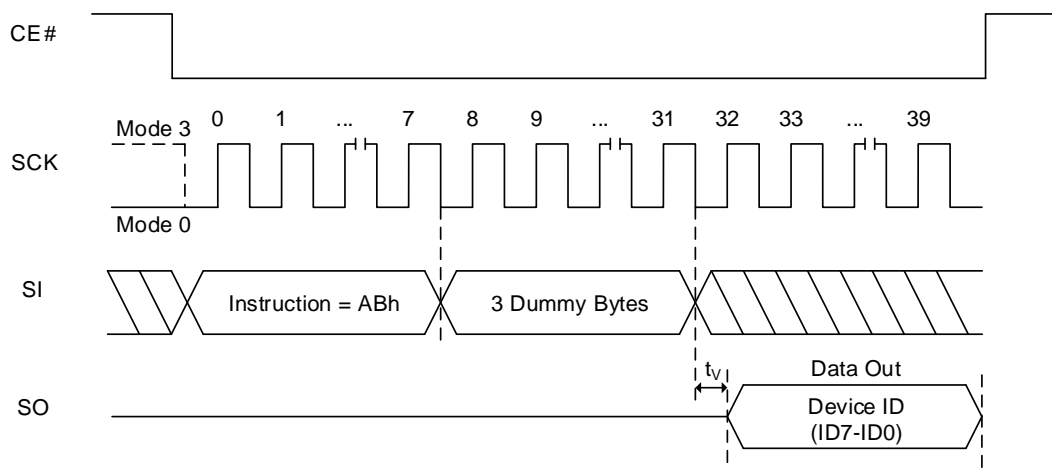 CE#
0 1 ... 7 8 9 ... 31 32 33 ... 39
Mode 3
SCK
Mode 0
SI
Instruction = ABh
3 Dummy Bytes
tV
Data Out
SO
Device ID
(ID7-ID0)